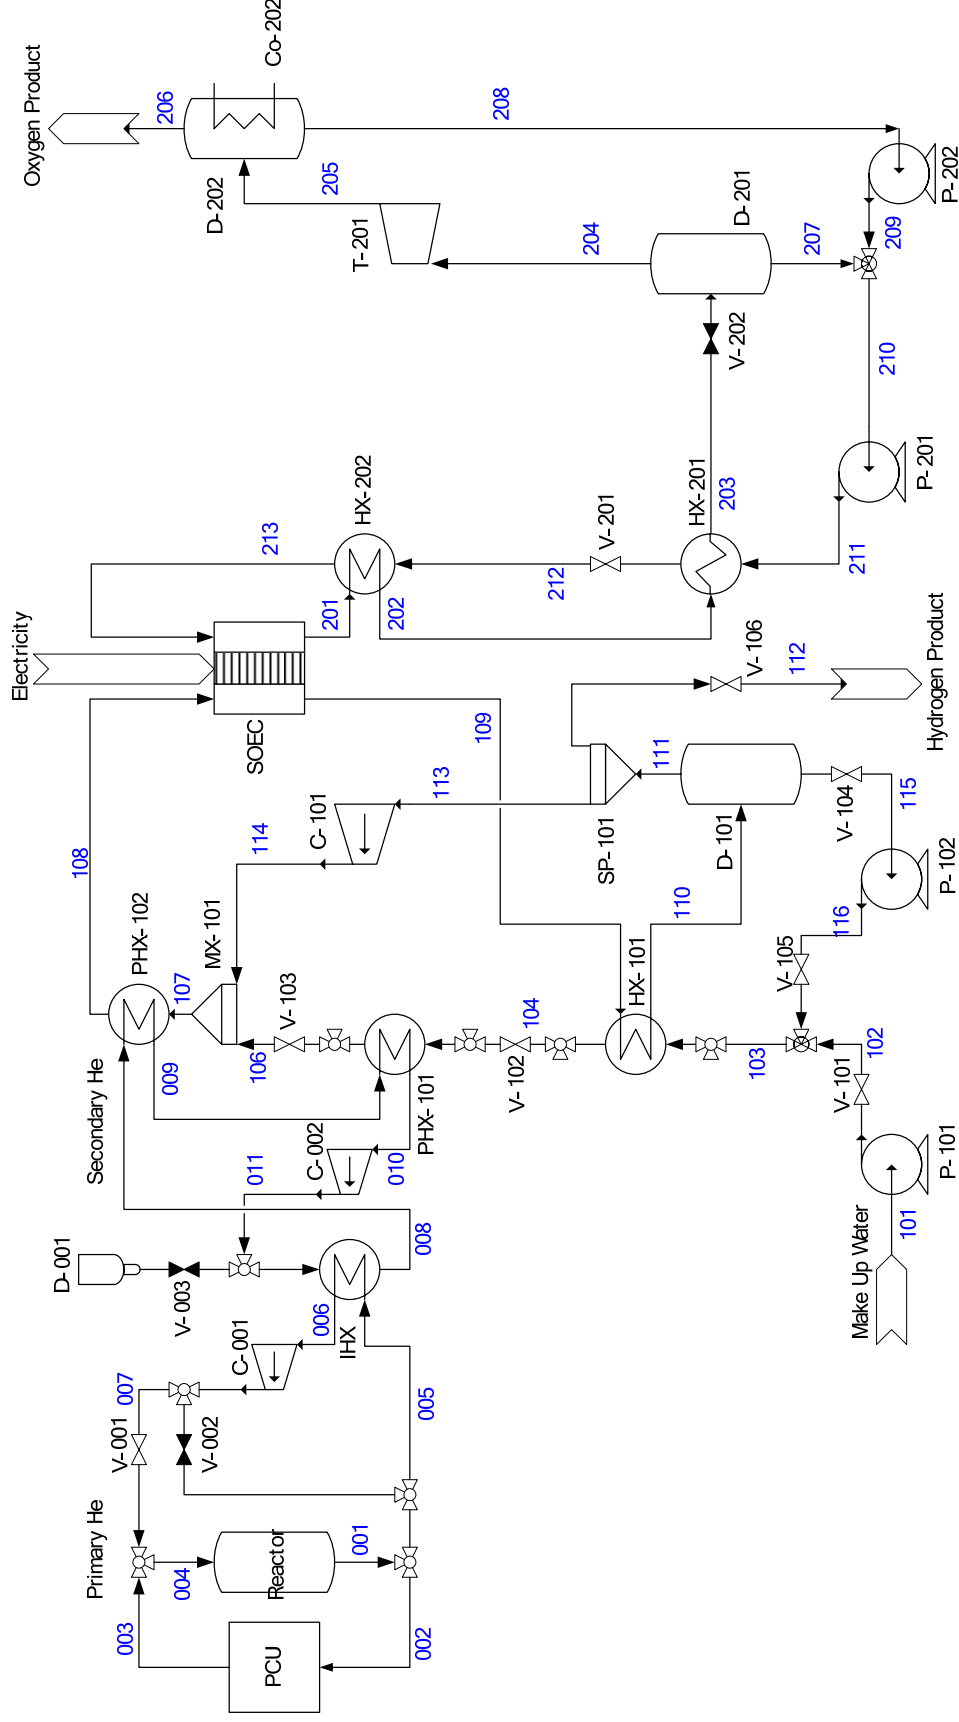 Primary He
Secondary He
Electricity
Oxygen Product
PCU
003
002
Reactor
004
001
V-001
007
V-002
005
C-001
006
IHX
D-001
V-003
008
011
C-002
010
PHX-101
009
PHX-102
107
108
MX-101
106
V-103
114
C-101
113
V-102
104
HX-101
103
Make Up Water
101
P-101
V-101
102
V-105
116
P-102
115
V-104
D-101
110
111
SP-101
109
V-106
112
Hydrogen Product
SOEC
213
201
202
HX-202
212
V-201
HX-201
203
211
P-201
210
V-202
D-201
207
209
P-202
204
T-201
205
D-202
206
Co-202
208